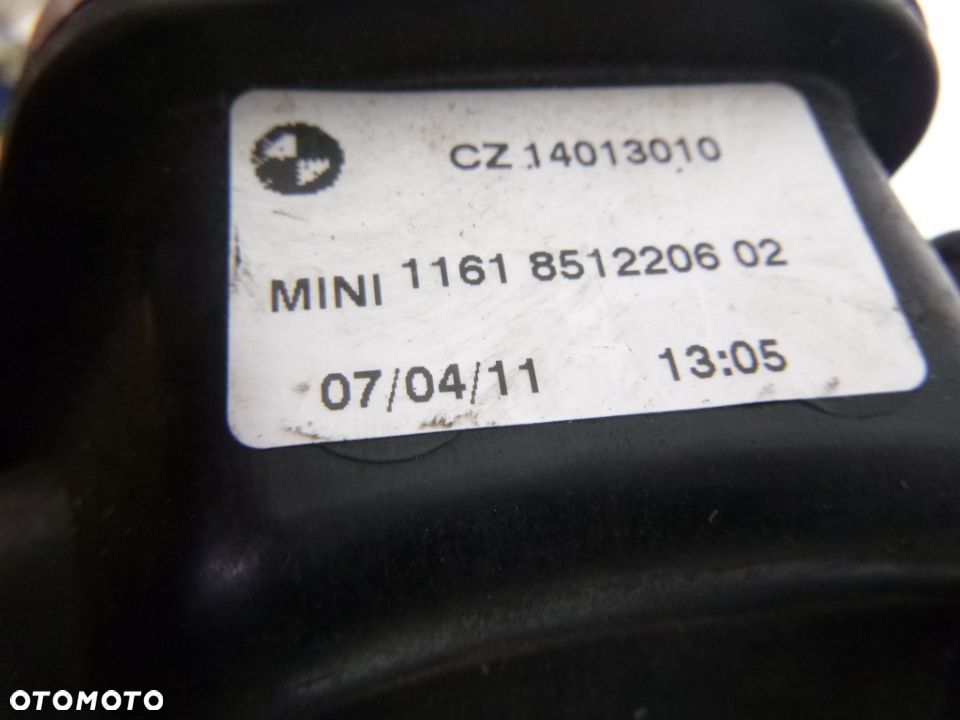 CZ 14013010
MINI 1161 8512206 02
07/04/11 13:05
OTOMOTO